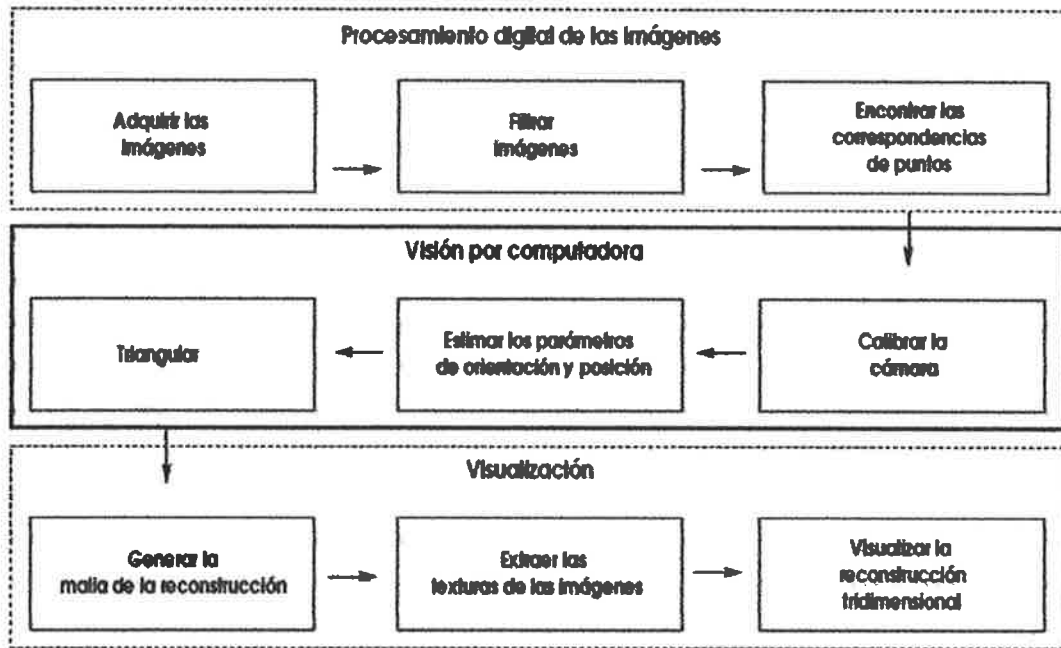 Procesamiento digital de las imágenes
Adquirir las
imágenes
Filtrar
imágenes
Encontrar las
correspondencias
de puntos
Visión por computadora
Calibrar la
cámara
Estimar los parámetros
de orientación y posición
Triangular
Visualización
Generar la
malla de la reconstrucción
Extraer las
texturas de las imágenes
Visualizar la
reconstrucción
tridimensional